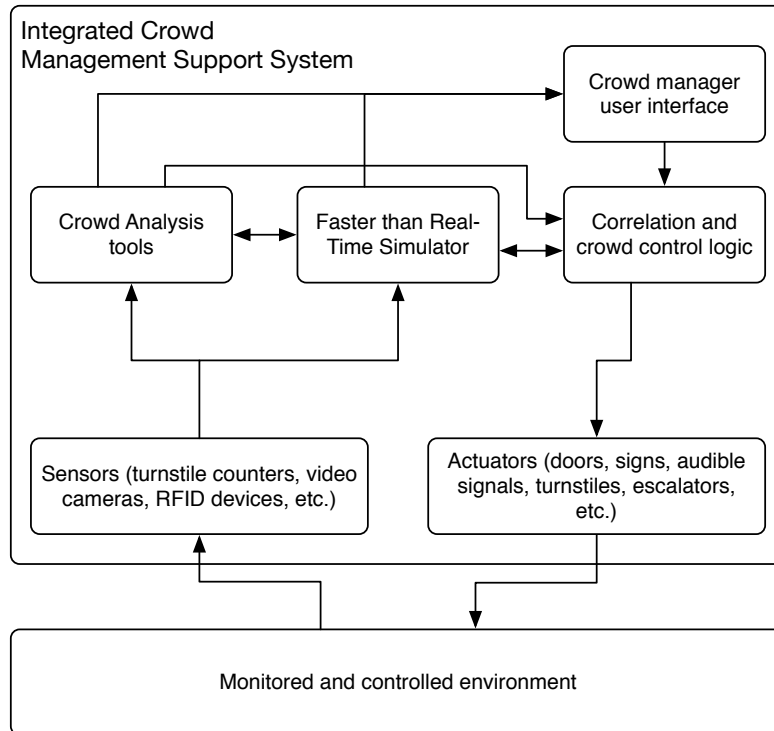 Integrated Crowd
Management Support System
Crowd manager
user interface
Crowd Analysis
tools
Faster than Real-
Time Simulator
Correlation and
crowd control logic
Sensors (turnstile counters, video
cameras, RFID devices, etc.)
Actuators (doors, signs, audible
signals, turnstiles, escalators,
etc.)
Monitored and controlled environment